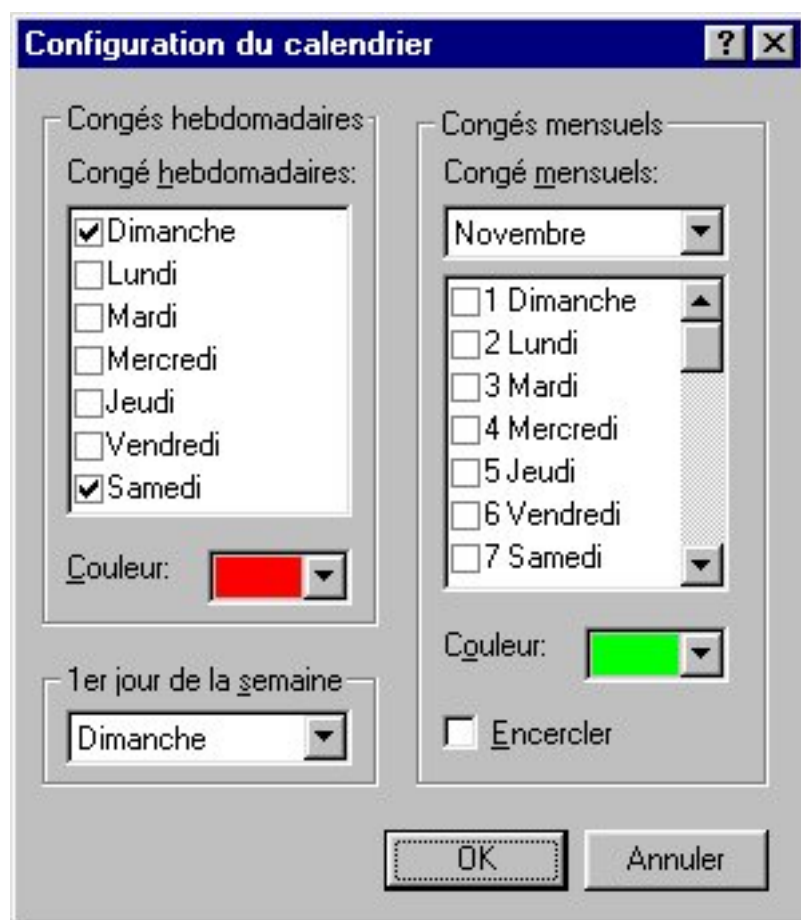 Configuration du calendrier
Congés hebdomadaires
Congé hebdomadaires:
Dimanche
Lundi
Mardi
Mercredi
Jeudi
Vendredi
Samedi
Couleur:
1er jour de la semaine
Dimanche
Congés mensuels
Congé mensuels:
Novembre
1 Dimanche
2 Lundi
3 Mardi
4 Mercredi
5 Jeudi
6 Vendredi
7 Samedi
Couleur:
Encercler
OK
Annuler